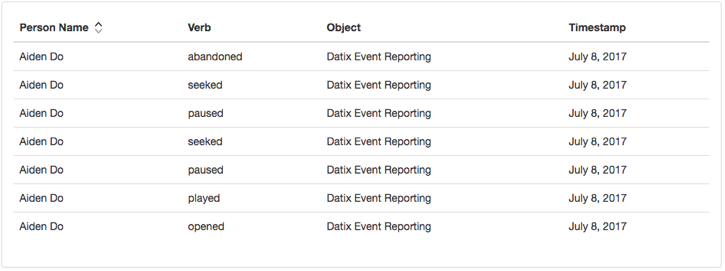 Person Name Verb Object Timestamp
Aiden Do abandoned Datix Event Reporting July 8, 2017
Aiden Do seeked Datix Event Reporting July 8, 2017
Aiden Do paused Datix Event Reporting July 8, 2017
Aiden Do seeked Datix Event Reporting July 8, 2017
Aiden Do paused Datix Event Reporting July 8, 2017
Aiden Do played Datix Event Reporting July 8, 2017
Aiden Do opened Datix Event Reporting July 8, 2017